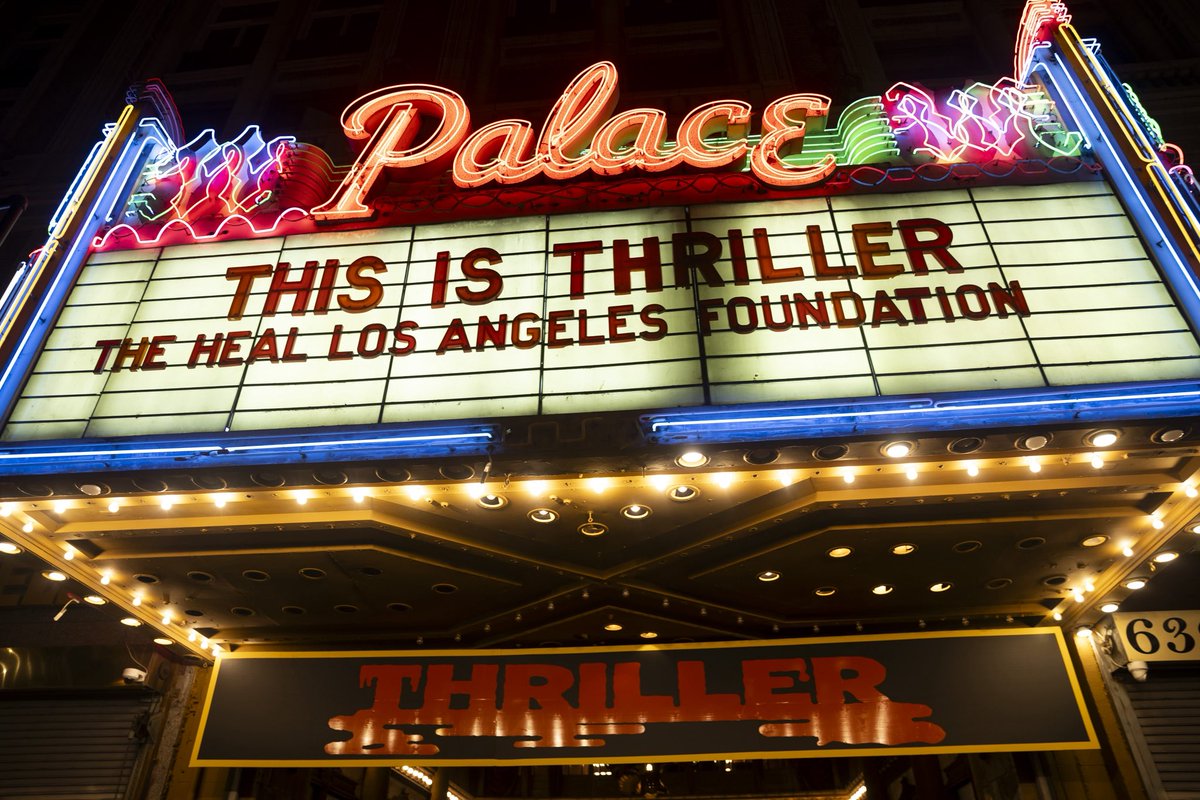 Palace
THIS IS THRILLER
THE HEAL LOS ANGELES FOUNDATION
THRILLER